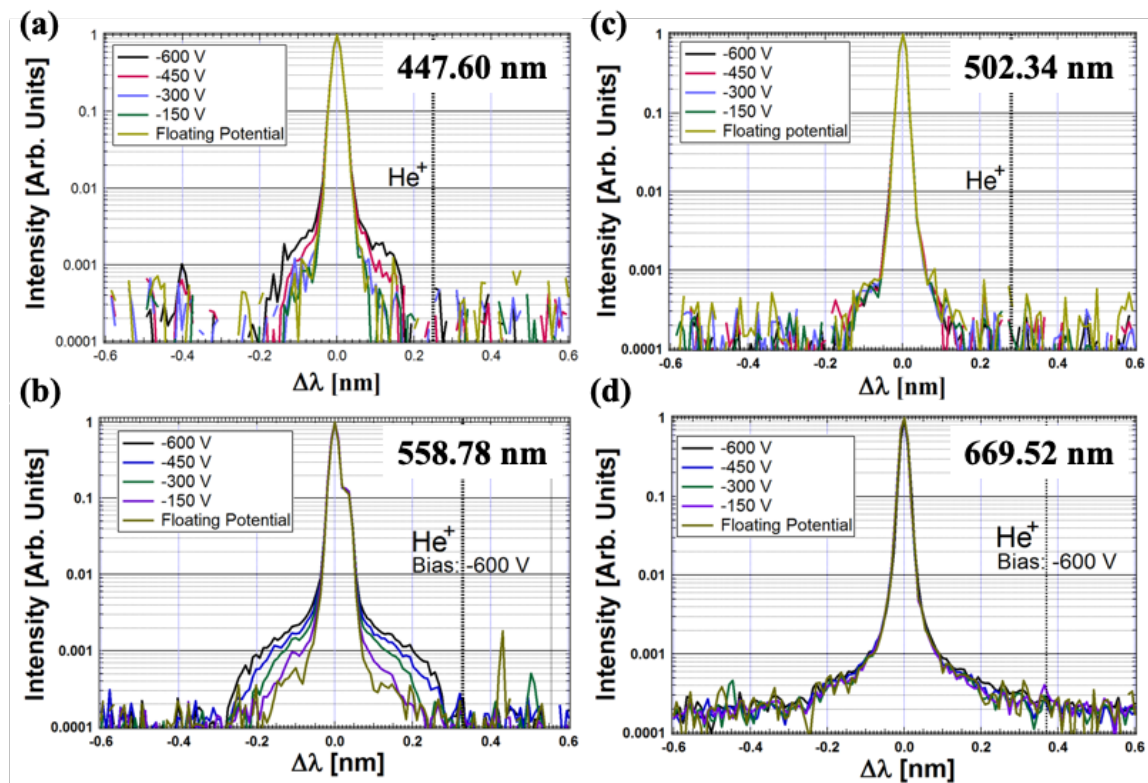 (a)
Intensity [Arb. Units]
1
0.1
0.01
0.001
0.0001
-600 V
-450 V
-300 V
-150 V
Floating Potential
447.60 nm
He+
-0.6 -0.4 -0.2 0.0 0.2 0.4 0.6
Δλ [nm]
(c)
Intensity [Arb. Units]
1
0.1
0.01
0.001
0.0001
-600 V
-450 V
-300 V
-150 V
Floating potential
502.34 nm
He+
-0.6 -0.4 -0.2 0.0 0.2 0.4 0.6
Δλ [nm]
(b)
Intensity [Arb. Units]
1
0.1
0.01
0.001
0.0001
-600 V
-450 V
-300 V
-150 V
Floating Potential
558.78 nm
He+
Bias: -600 V
-0.6 -0.4 -0.2 0.0 0.2 0.4 0.6
Δλ [nm]
(d)
Intensity [Arb. Units]
1
0.1
0.01
0.001
0.0001
-600 V
-450 V
-300 V
-150 V
Floating Potential
669.52 nm
He+
Bias: -600 V
-0.6 -0.4 -0.2 0.0 0.2 0.4 0.6
Δλ [nm]